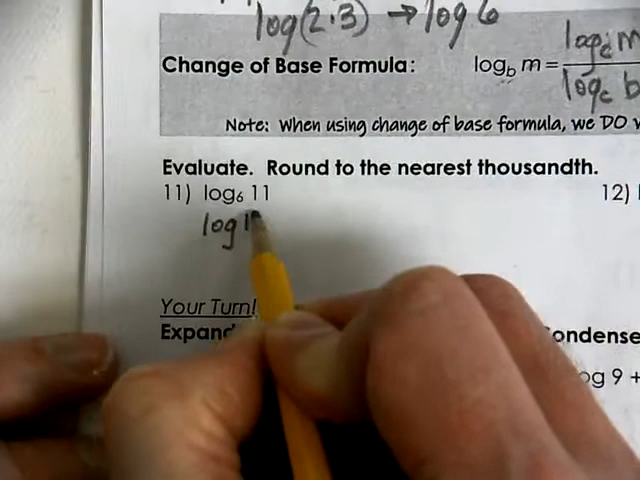 log(2·3) → log 6
Change of Base Formula: log_b m = log_c m / log_c b
Note: When using change of base formula, we DO
Evaluate. Round to the nearest thousandth.
11) log₆ 11 12)
log 1
Your Turn!
Expand
ondense
og 9 +